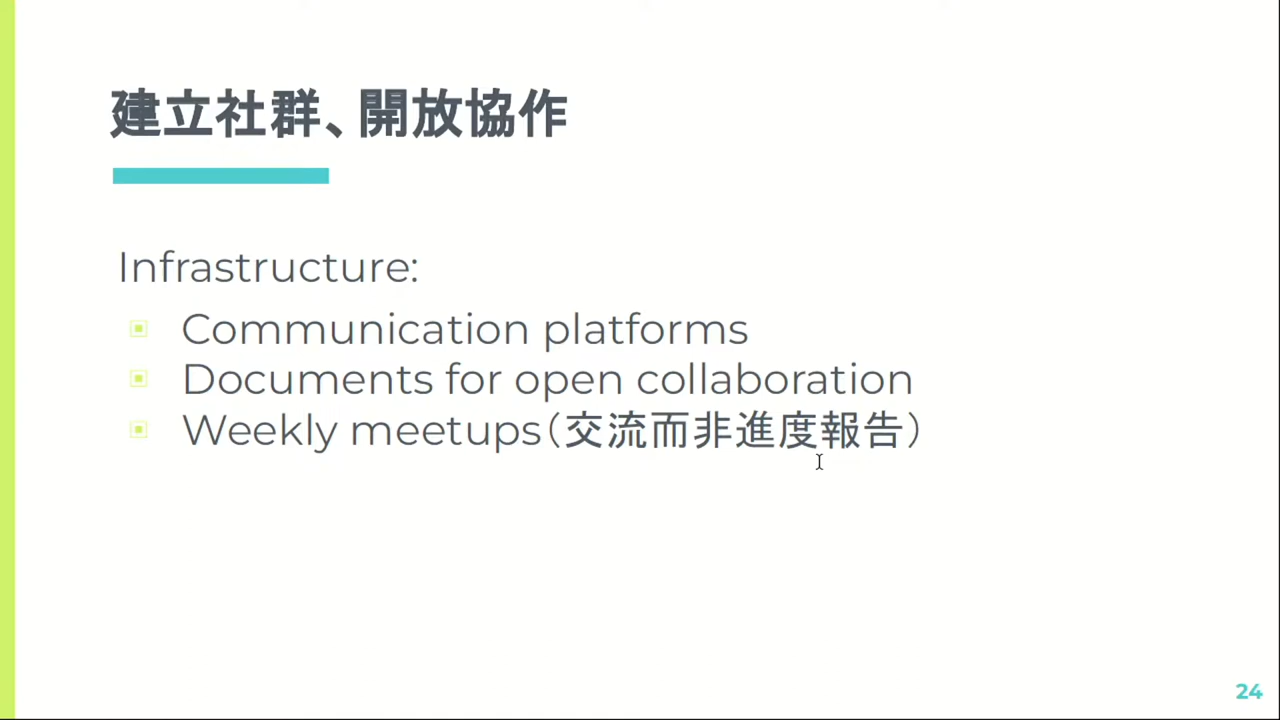 建立社群、開放協作
Infrastructure:
Communication platforms
Documents for open collaboration
Weekly meetups（交流而非進度報告）
24